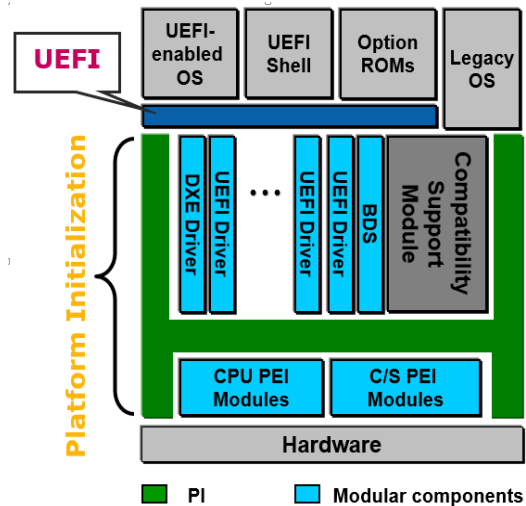 UEFI
UEFI-
enabled
OS
UEFI
Shell
Option
ROMs
Legacy
OS
Platform Initialization
DXE Driver
UEFI Driver
...
UEFI Driver
UEFI Driver
BDS
Compatibility
Support
Module
CPU PEI
Modules
C/S PEI
Modules
Hardware
PI
Modular components